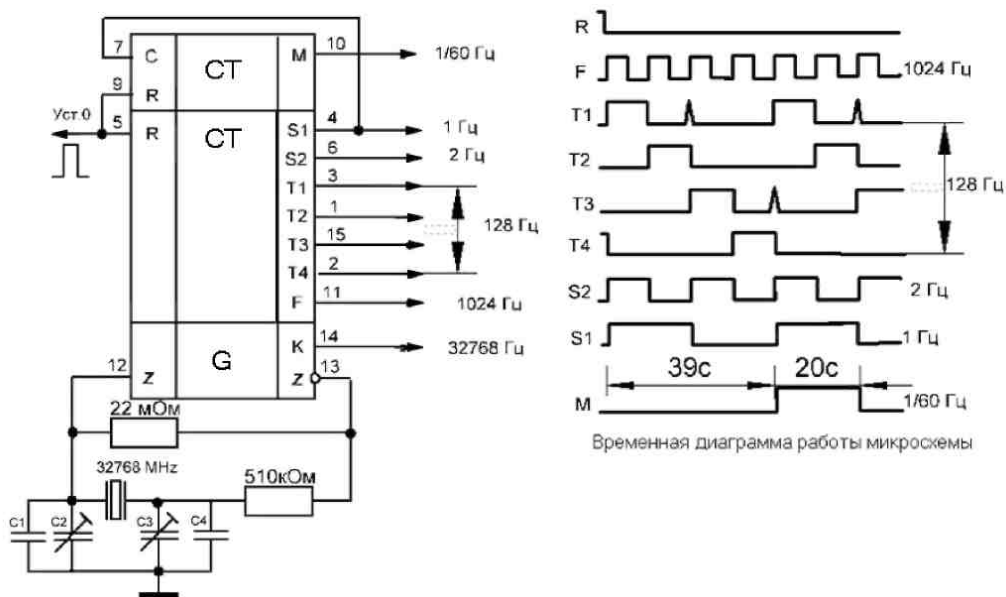 7
C
CT
M
10
1/60 Гц
9
R
Уст.0
5
R
CT
S1
4
1 Гц
S2
6
2 Гц
T1
3
T2
1
128 Гц
T3
15
T4
2
F
11
1024 Гц
12
Z
G
K
14
32768 Гц
Z
13
22 мОм
32768 MHz
510кОм
C1
C2
C3
C4
R
F
1024 Гц
T1
T2
128 Гц
T3
T4
S2
2 Гц
S1
1 Гц
39с
20с
M
1/60 Гц
Временная диаграмма работы микросхемы